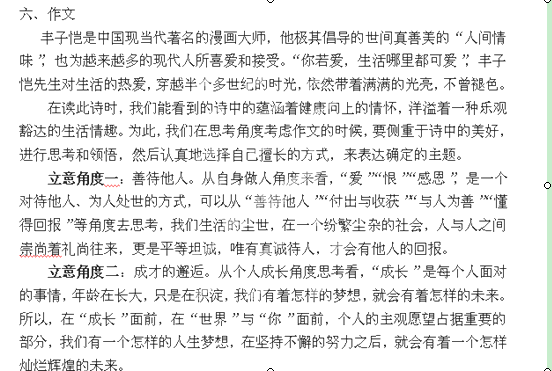 六、作文
丰子恺是中国现当代著名的漫画大师，他极其倡导的世间真善美的“人间情
味”，也为越来越多的现代人所喜爱和接受。“你若爱，生活哪里都可爱”，丰子
恺先生对生活的热爱，穿越半个多世纪的时光，依然带着满满的光亮，不曾褪色。
在读此诗时，我们能看到的诗中的蕴涵着健康向上的情怀，洋溢着一种乐观
豁达的生活情趣。为此，我们在思考角度考虑作文的时候，要侧重于诗中的美好，
进行思考和领悟，然后认真地选择自己擅长的方式，来表达确定的主题。
立意角度一：善待他人。从自身做人角度来看，“爱”“恨”“感恩”，是一个
对待他人、为人处世的方式，可以从“善待他人”“付出与收获”“与人为善”“懂
得回报”等角度去思考，我们生活的尘世，在一个纷繁尘杂的社会，人与人之间
崇尚着礼尚往来，更是平等坦诚，唯有真诚待人，才会有他人的回报。
立意角度二：成才的邂逅。从个人成长角度思考看，“成长”是每个人面对
的事情，年龄在长大，只是在积淀，我们有着怎样的梦想，就会有着怎样的未来。
所以，在“成长”面前，在“世界”与“你”面前，个人的主观愿望占据重要的
部分，我们有一个怎样的人生梦想，在坚持不懈的努力之后，就会有着一个怎样
灿烂辉煌的未来。